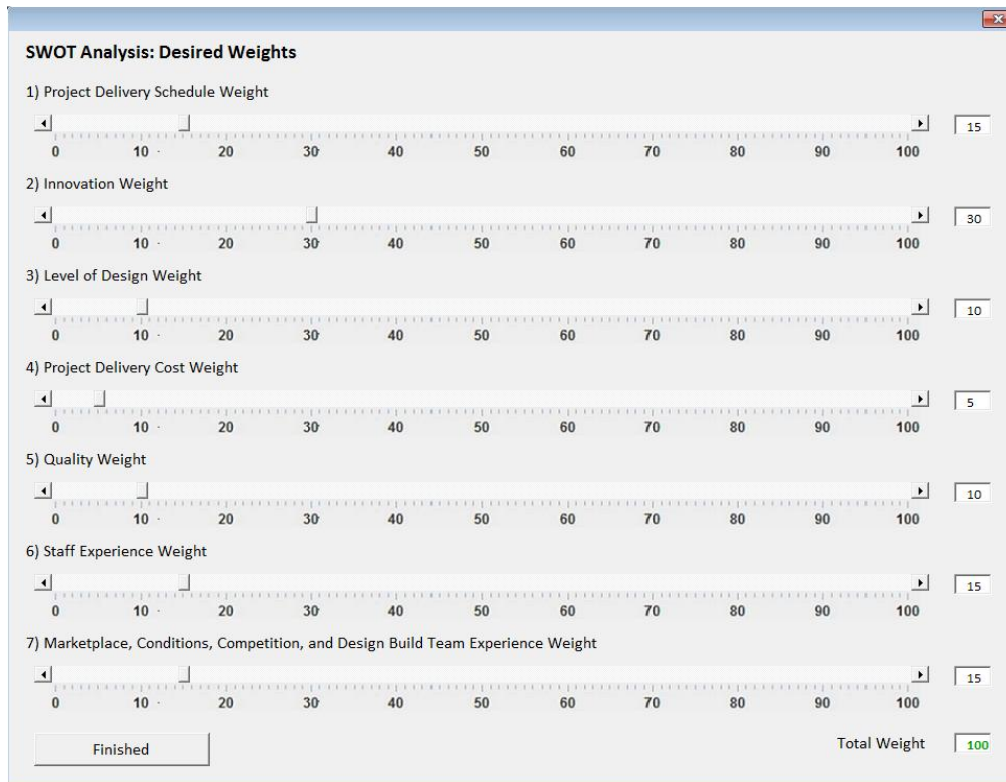 SWOT Analysis: Desired Weights
1) Project Delivery Schedule Weight
15
0 10 20 30 40 50 60 70 80 90 100
2) Innovation Weight
30
0 10 20 30 40 50 60 70 80 90 100
3) Level of Design Weight
10
0 10 20 30 40 50 60 70 80 90 100
4) Project Delivery Cost Weight
5
0 10 20 30 40 50 60 70 80 90 100
5) Quality Weight
10
0 10 20 30 40 50 60 70 80 90 100
6) Staff Experience Weight
15
0 10 20 30 40 50 60 70 80 90 100
7) Marketplace, Conditions, Competition, and Design Build Team Experience Weight
15
0 10 20 30 40 50 60 70 80 90 100
Finished Total Weight 100